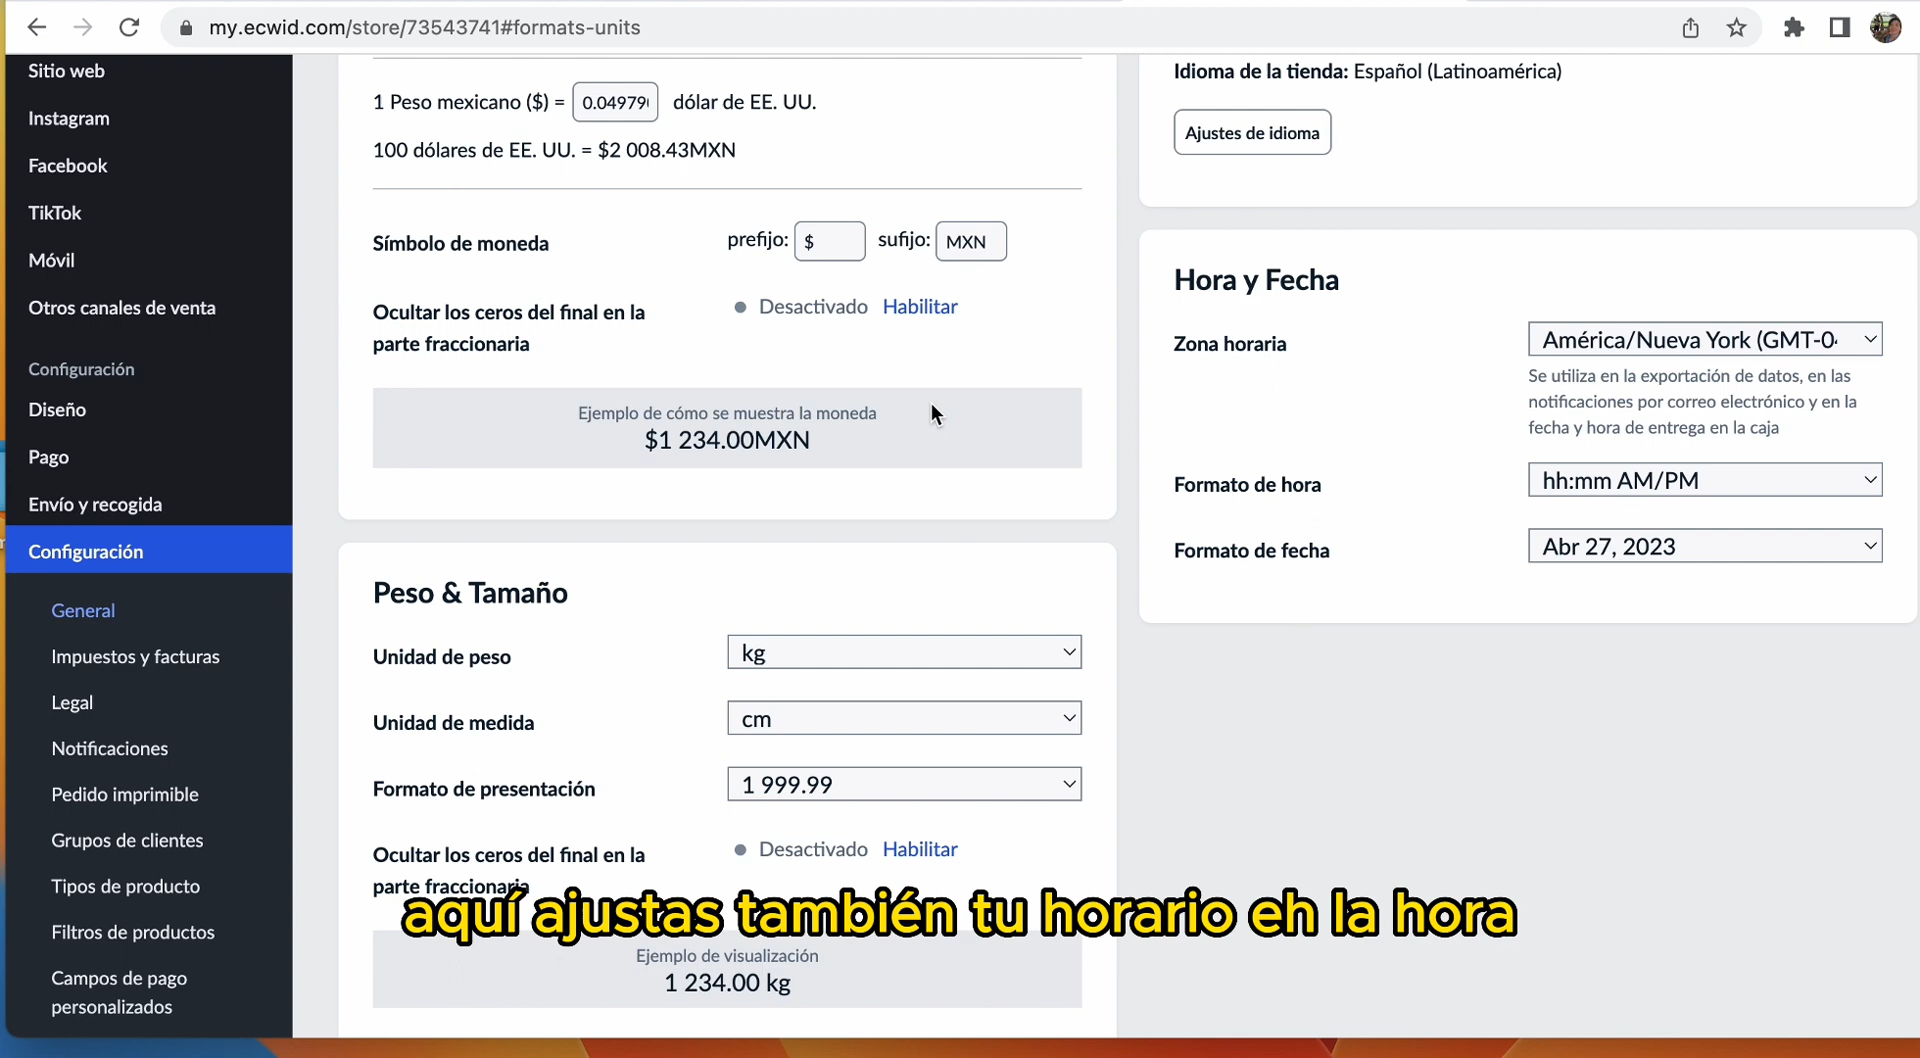 my.ecwid.com/store/73543741#formats-units
Sitio web
Instagram
Facebook
TikTok
Móvil
Otros canales de venta
Configuración
Diseño
Pago
Envío y recogida
Configuración
General
Impuestos y facturas
Legal
Notificaciones
Pedido imprimible
Grupos de clientes
Tipos de producto
Filtros de productos
Campos de pago
personalizados
1 Peso mexicano ($) = 0.04979 dólar de EE. UU.
100 dólares de EE. UU. = $2 008.43MXN
Símbolo de moneda prefijo: $ sufijo: MXN
Ocultar los ceros del final en la
parte fraccionaria
Desactivado Habilitar
Ejemplo de cómo se muestra la moneda
$1 234.00MXN
Peso & Tamaño
Unidad de peso kg
Unidad de medida cm
Formato de presentación 1 999.99
Ocultar los ceros del final en la
parte fraccionaria
Desactivado Habilitar
Ejemplo de visualización
1 234.00 kg
Idioma de la tienda: Español (Latinoamérica)
Ajustes de idioma
Hora y Fecha
Zona horaria América/Nueva York (GMT-04
Se utiliza en la exportación de datos, en las
notificaciones por correo electrónico y en la
fecha y hora de entrega en la caja
Formato de hora hh:mm AM/PM
Formato de fecha Abr 27, 2023
aquí ajustas también tu horario eh la hora